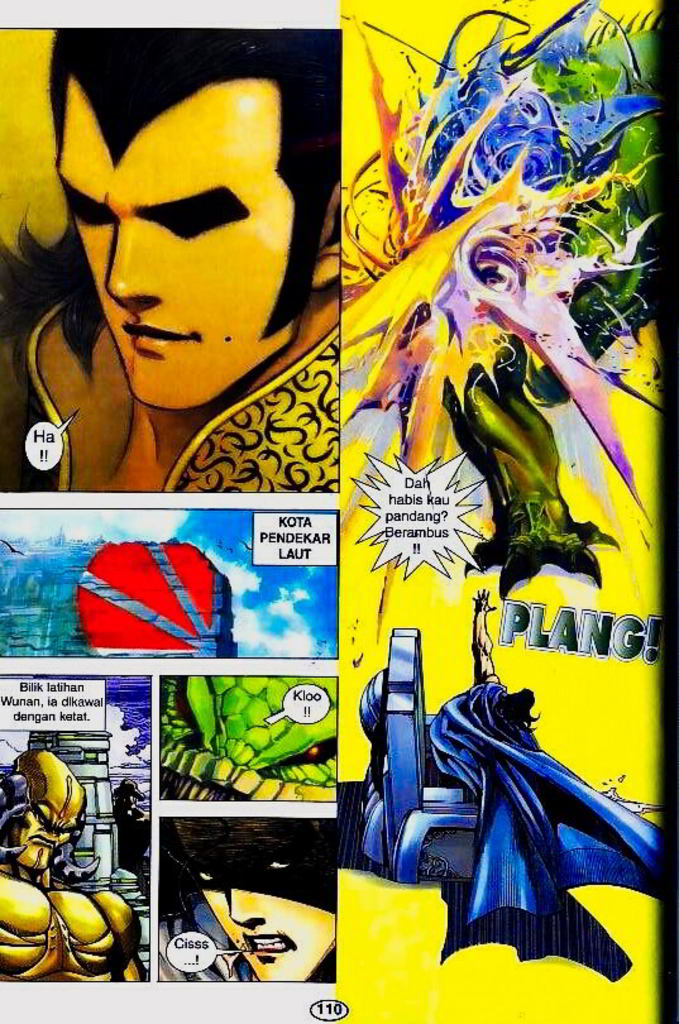 Ha
!!
KOTA
PENDEKAR
LAUT
Bilik latihan
Wunan, ia dikawal
dengan ketat.
Kloo
!!
Cisss
...!
Dah
habis kau
pandang?
Berambus
!!
PLANG!
110